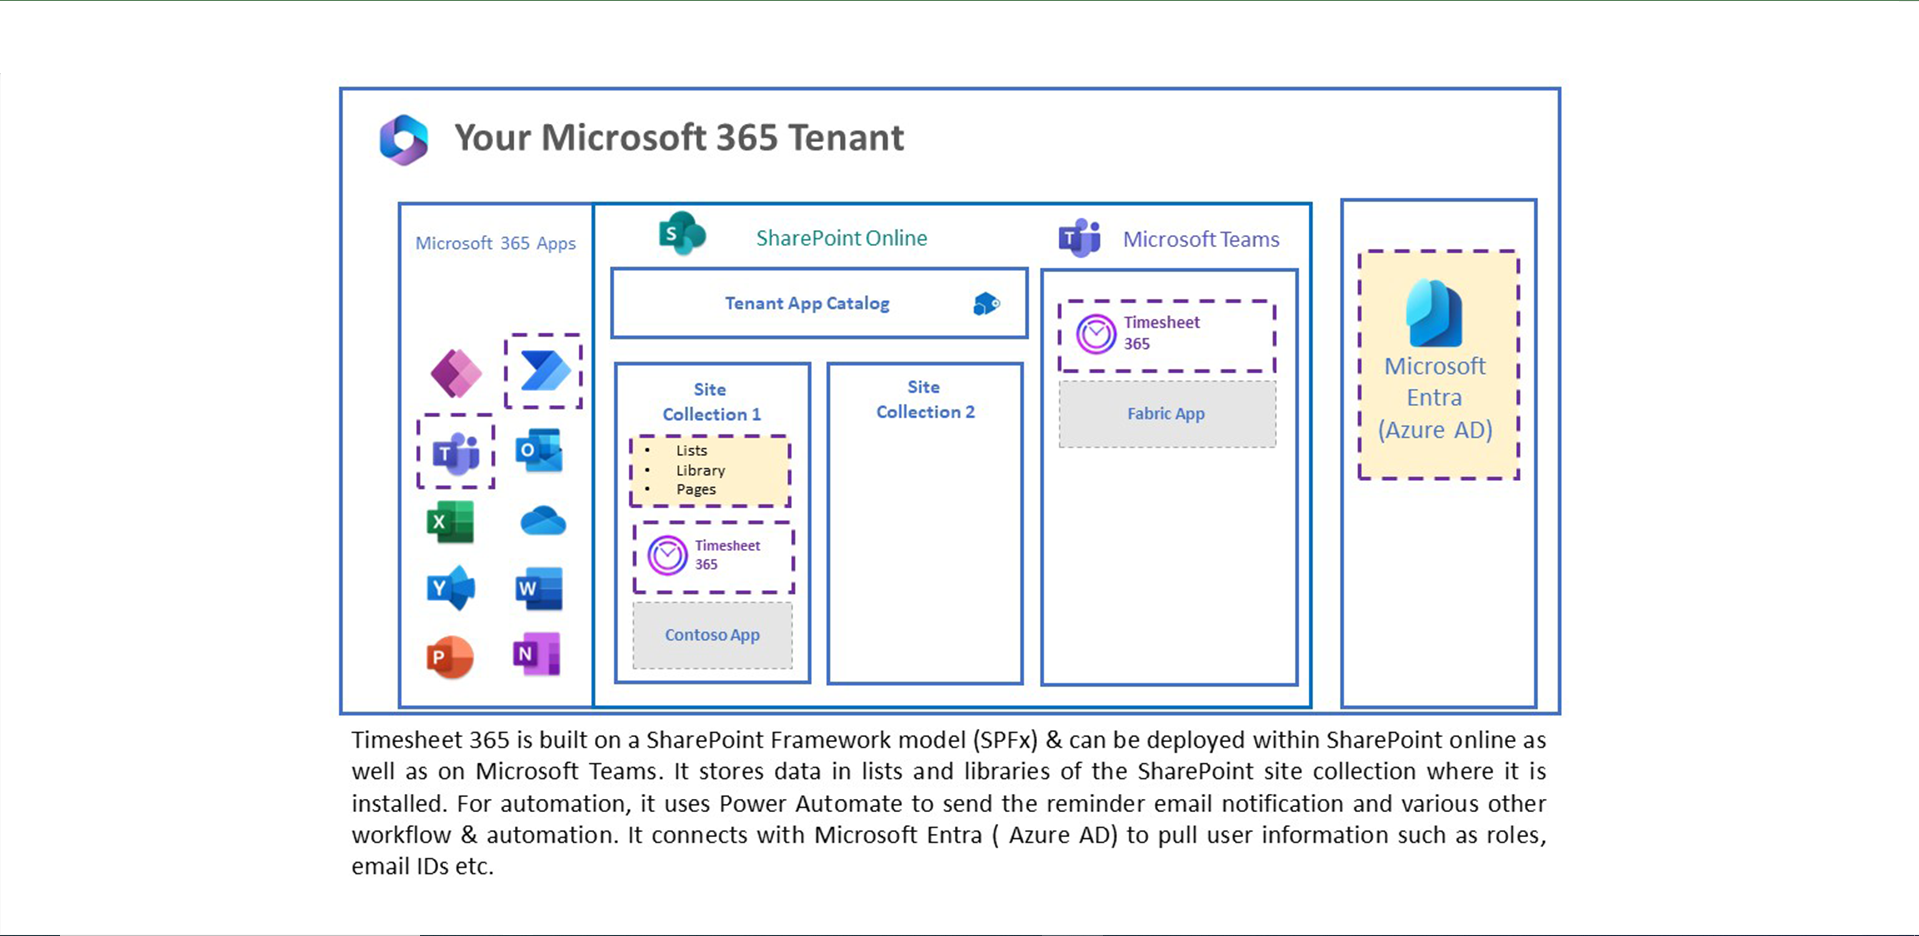 Your Microsoft 365 Tenant
Microsoft 365 Apps
S
SharePoint Online
T
Microsoft Teams
Tenant App Catalog
Site
Collection 1
• Lists
• Library
• Pages
Timesheet
365
Contoso App
Site
Collection 2
Timesheet
365
Fabric App
Microsoft
Entra
(Azure AD)
T
O
X
Y
W
P
N
Timesheet 365 is built on a SharePoint Framework model (SPFx) & can be deployed within SharePoint online as
well as on Microsoft Teams. It stores data in lists and libraries of the SharePoint site collection where it is
installed. For automation, it uses Power Automate to send the reminder email notification and various other
workflow & automation. It connects with Microsoft Entra ( Azure AD) to pull user information such as roles,
email IDs etc.